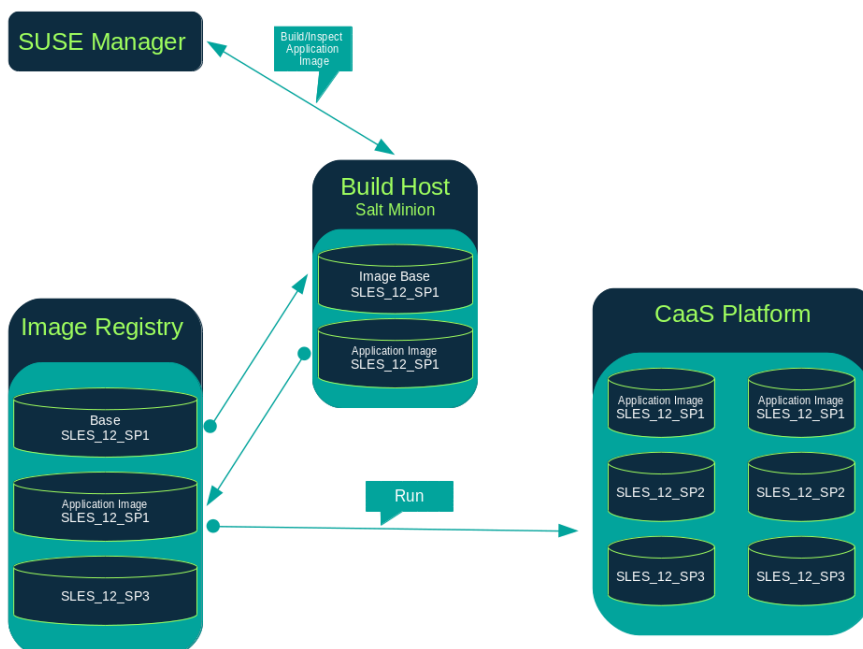 SUSE Manager
Build/Inspect
Application
Image
Build Host
Salt Minion
Image Base
SLES_12_SP1
Application Image
SLES_12_SP1
Image Registry
Base
SLES_12_SP1
Application Image
SLES_12_SP1
SLES_12_SP3
Run
CaaS Platform
Application Image
SLES_12_SP1
Application Image
SLES_12_SP1
SLES_12_SP2
SLES_12_SP2
SLES_12_SP3
SLES_12_SP3